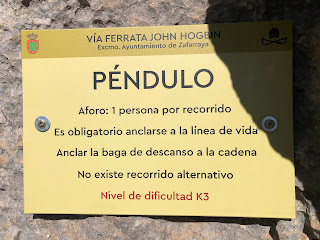 VÍA FERRATA JOHN HOGBIN
Excmo. Ayuntamiento de Zafarraya
PÉNDULO
Aforo: 1 persona por recorrido
Es obligatorio anclarse a la línea de vida
Anclar la baga de descanso a la cadena
No existe recorrido alternativo
Nivel de dificultad K3